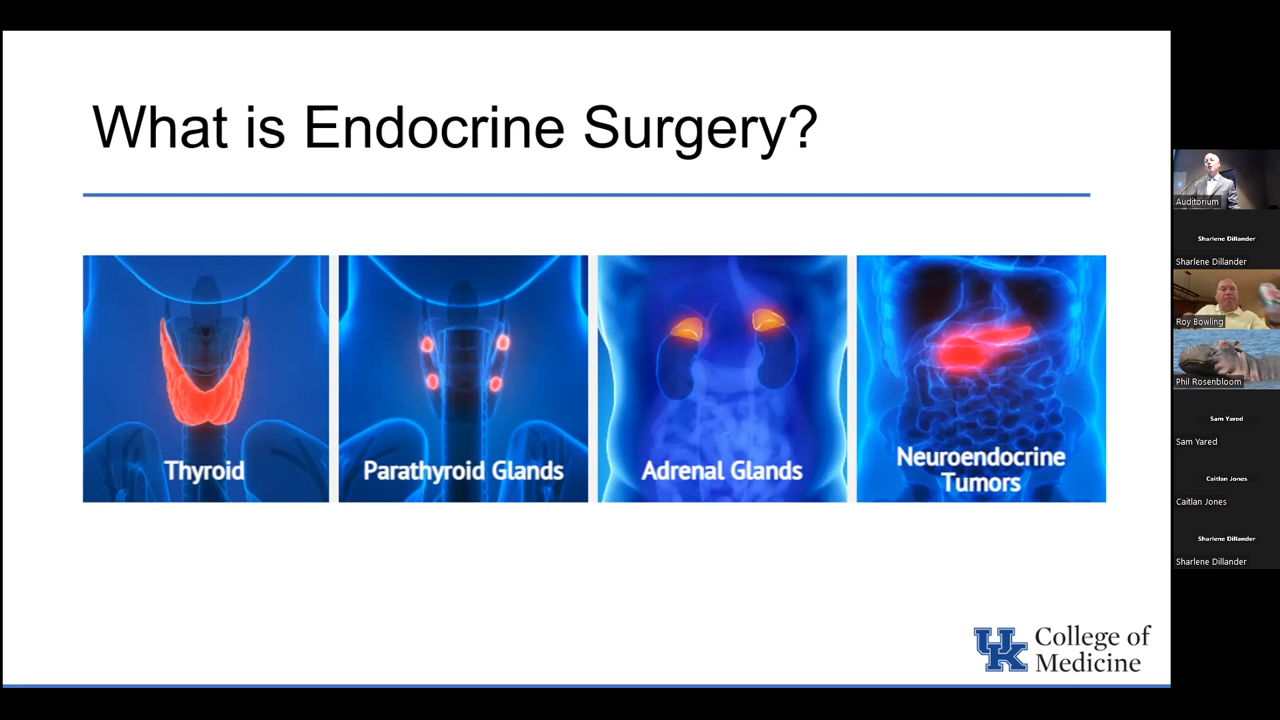 What is Endocrine Surgery?
Thyroid
Parathyroid Glands
Adrenal Glands
Neuroendocrine
Tumors
UK
College of
Medicine
Auditorium
Sharlene Dillander
Sharlene Dillander
Roy Bowling
Phil Rosenbloom
Sam Yared
Sam Yared
Caitlan Jones
Caitlan Jones
Sharlene Dillander
Sharlene Dillander